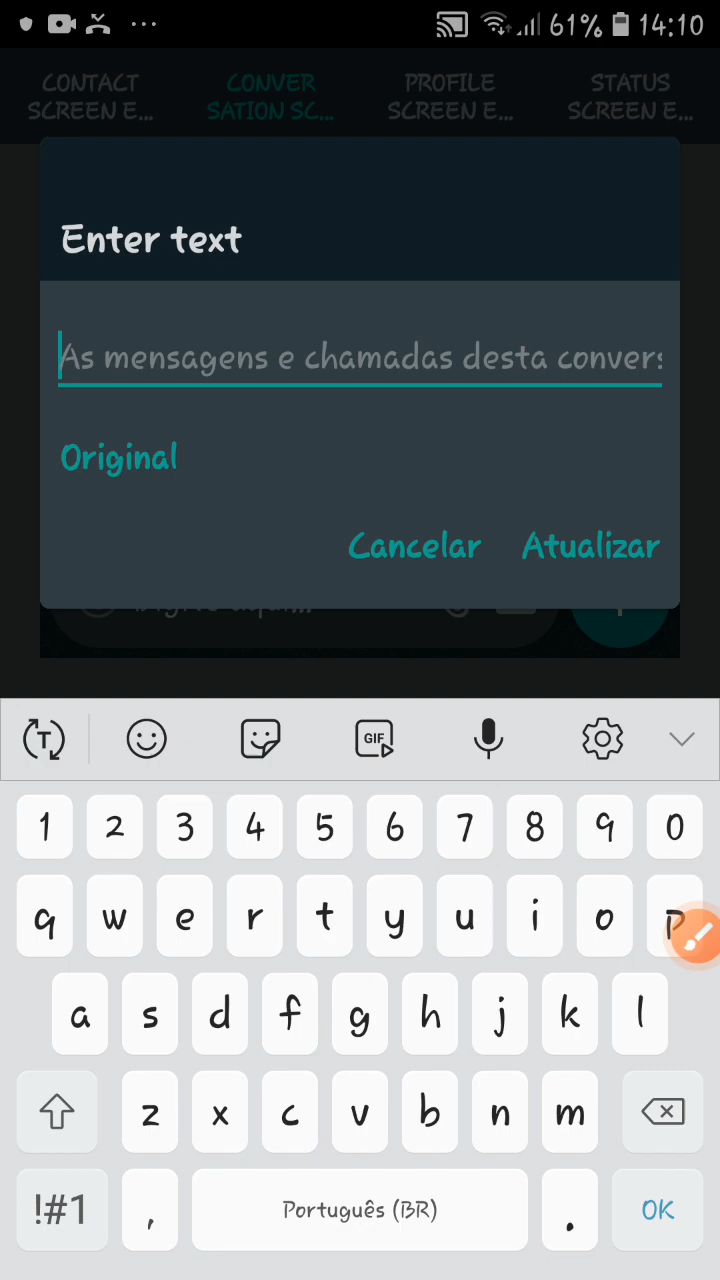 61% 14:10
CONTACT
SCREEN E...
CONVER
SATION SC...
PROFILE
SCREEN E...
STATUS
SCREEN E...
Enter text
As mensagens e chamadas desta convers
Original
Cancelar Atualizar
T GIF
1 2 3 4 5 6 7 8 9 0
q w e r t y u i o p
a s d f g h j k l
z x c v b n m
!#1 , Português (BR) . OK